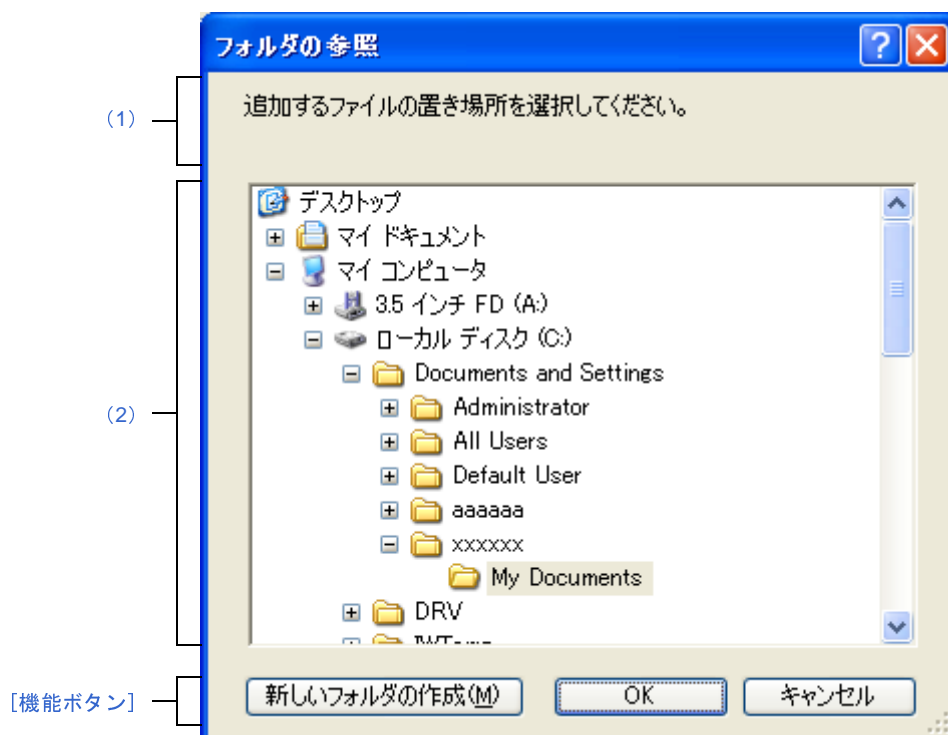 フォルダの参照
(1)
追加するファイルの置き場所を選択してください。
(2)
デスクトップ
マイ ドキュメント
マイ コンピュータ
3.5 インチ FD (A:)
ローカル ディスク (C:)
Documents and Settings
Administrator
All Users
Default User
aaaaaa
xxxxxx
My Documents
DRV
[機能ボタン]
新しいフォルダの作成(M) OK キャンセル